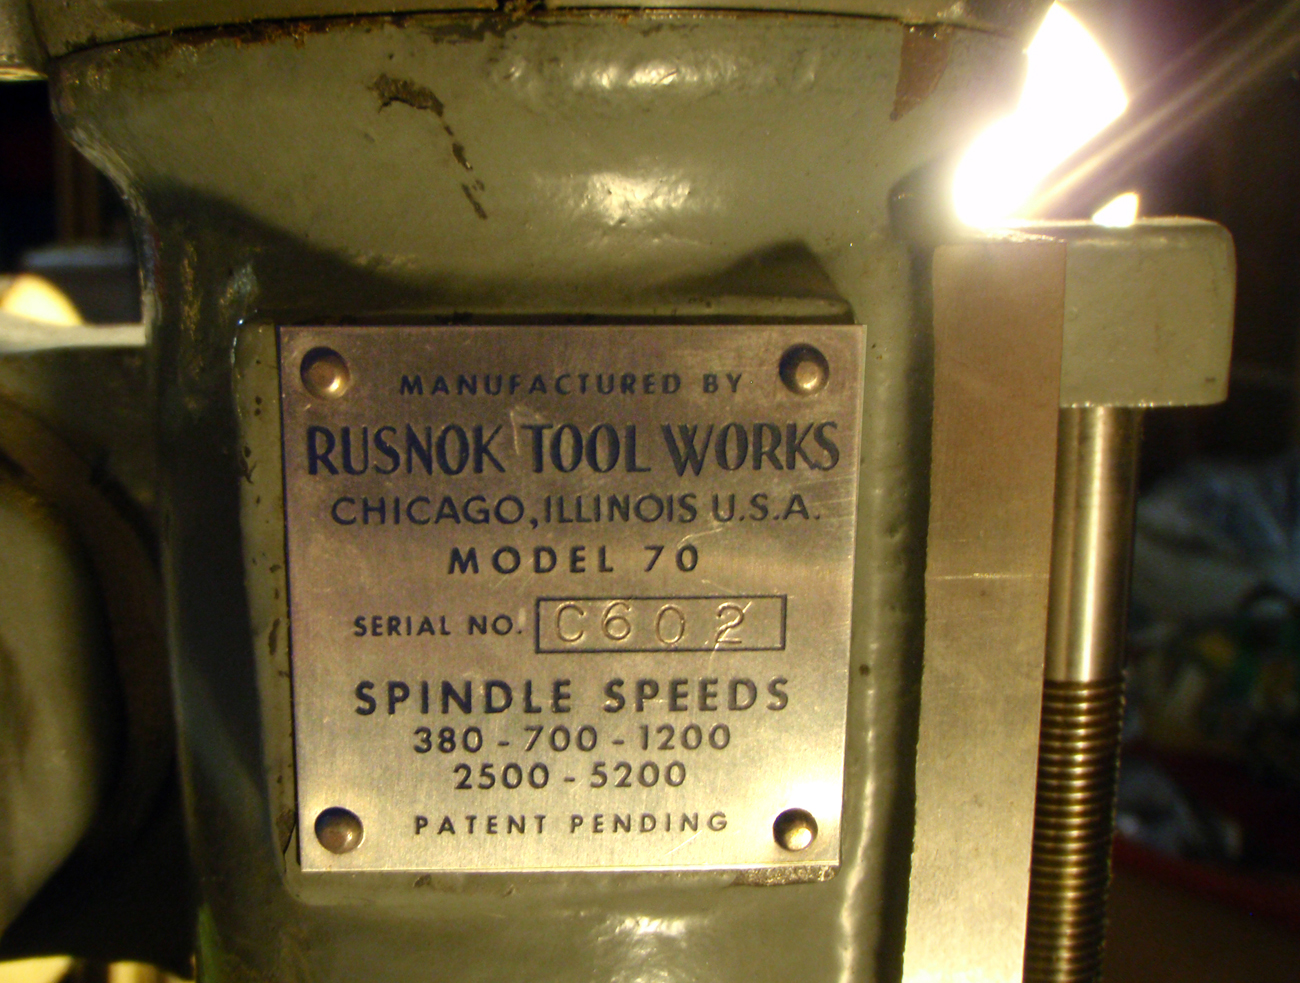 MANUFACTURED BY
RUSNOK TOOL WORKS
CHICAGO, ILLINOIS U.S.A.
MODEL 70
SERIAL NO. C602
SPINDLE SPEEDS
380 - 700 - 1200
2500 - 5200
PATENT PENDING